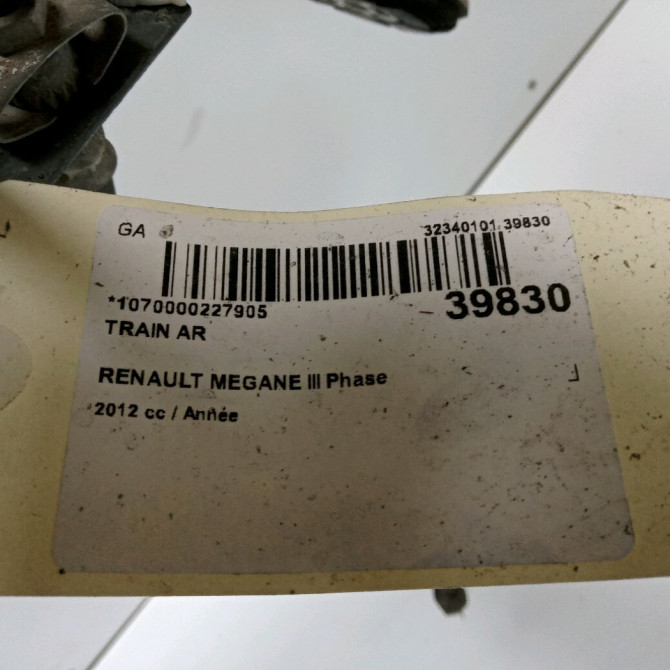 GA
32340101 39830
*1070000227905
39830
TRAIN AR
RENAULT MEGANE III Phase
2012 cc / Année